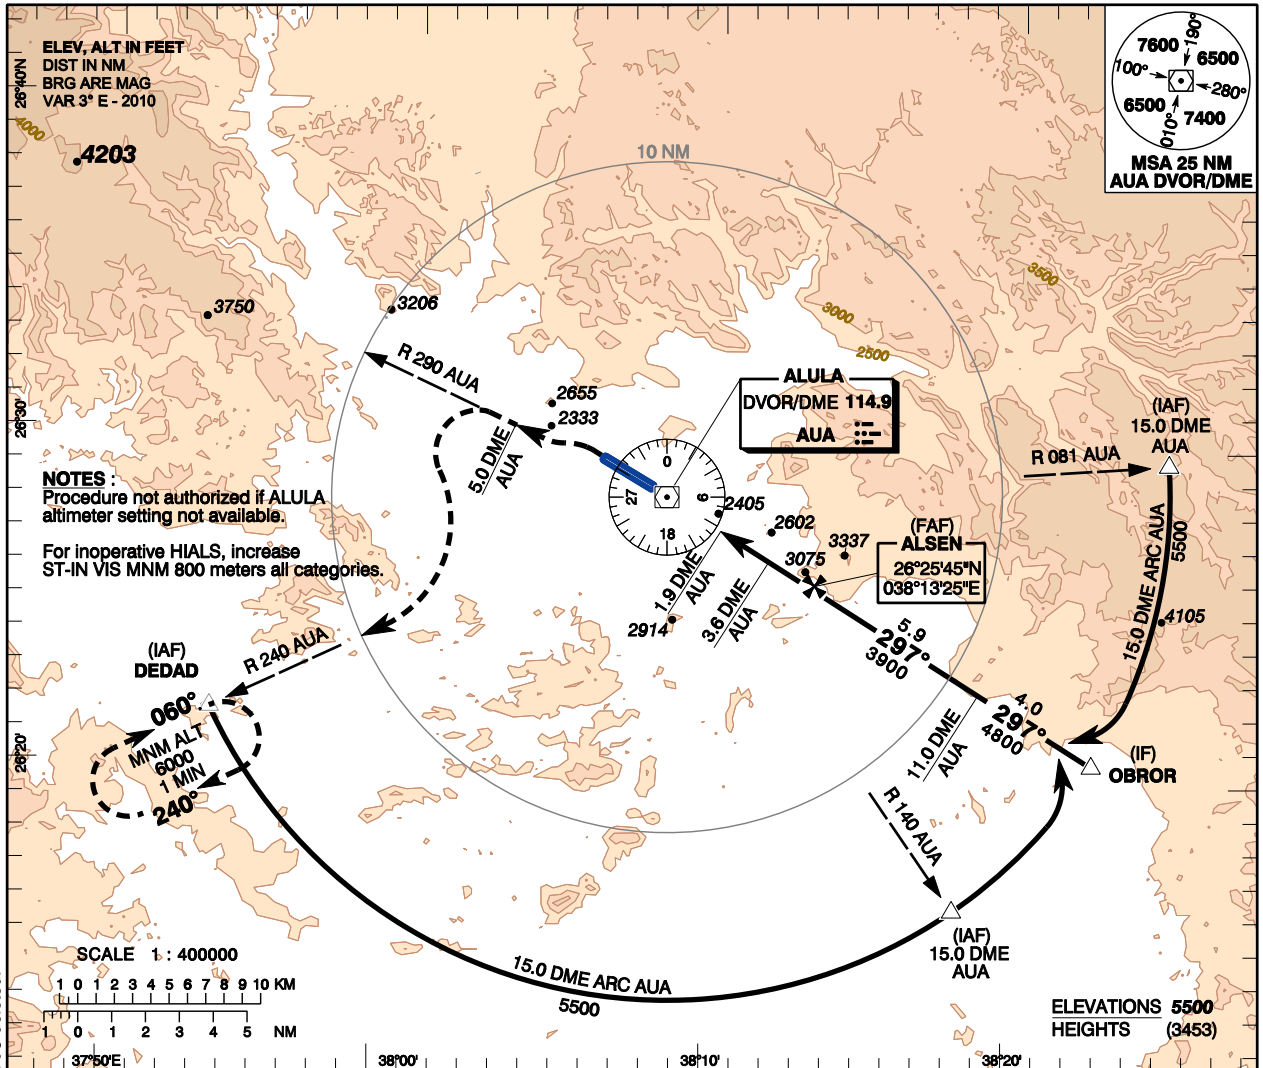 ELEV, ALT IN FEET
DIST IN NM
BRG ARE MAG
VAR 3° E - 2010
26°40'N
4000
4203
3750
3206
10 NM
7600
190°
6500
100°
280°
6500
010°
7400
MSA 25 NM
AUA DVOR/DME
3500
3000
2500
R 290 AUA
2655
2333
5.0 DME
AUA
ALULA
DVOR/DME 114.9
AUA
0
6
18
27
26°30'
NOTES :
Procedure not authorized if ALULA
altimeter setting not available.
For inoperative HIALS, increase
ST-IN VIS MNM 800 meters all categories.
2405
2602
3337
3075
2914
1.9 DME
AUA
3.6 DME
AUA
(FAF)
ALSEN
26°25'45"N
038°13'25"E
(IAF)
15.0 DME
AUA
R 081 AUA
15.0 DME ARC AUA
5500
4105
5.9
297°
3900
4.0
297°
4800
11.0 DME
AUA
(IF)
OBROR
R 240 AUA
(IAF)
DEDAD
060°
MNM ALT
6000
1 MIN
240°
26°20'
R 140 AUA
(IAF)
15.0 DME
AUA
15.0 DME ARC AUA
5500
SCALE 1 : 400000
1 0 1 2 3 4 5 6 7 8 9 10 KM
1 0 1 2 3 4 5 NM
ELEVATIONS 5500
HEIGHTS (3453)
37°50'E
38°00'
38°10'
38°20'